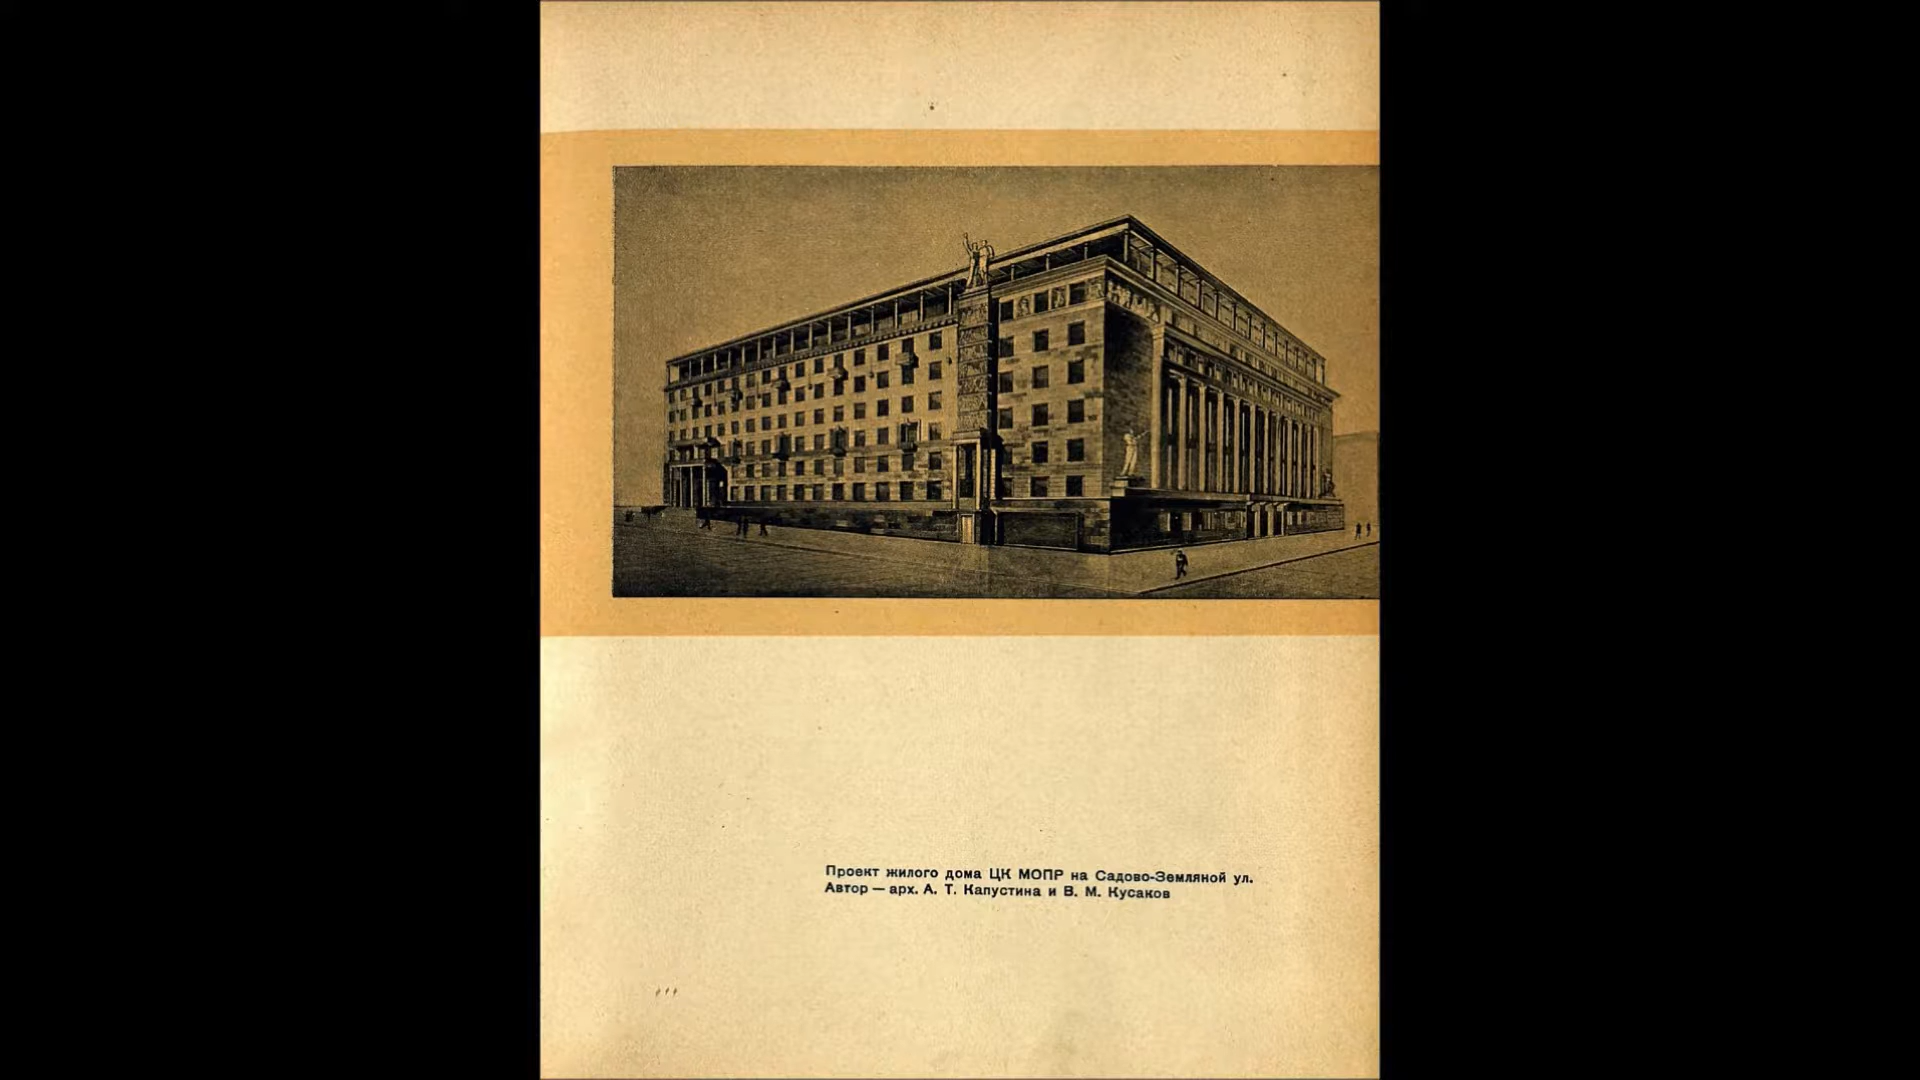 Проект жилого дома ЦК МОПР на Садово-Земляной ул.
Автор — арх. А. Т. Капустина и В. М. Кусаков